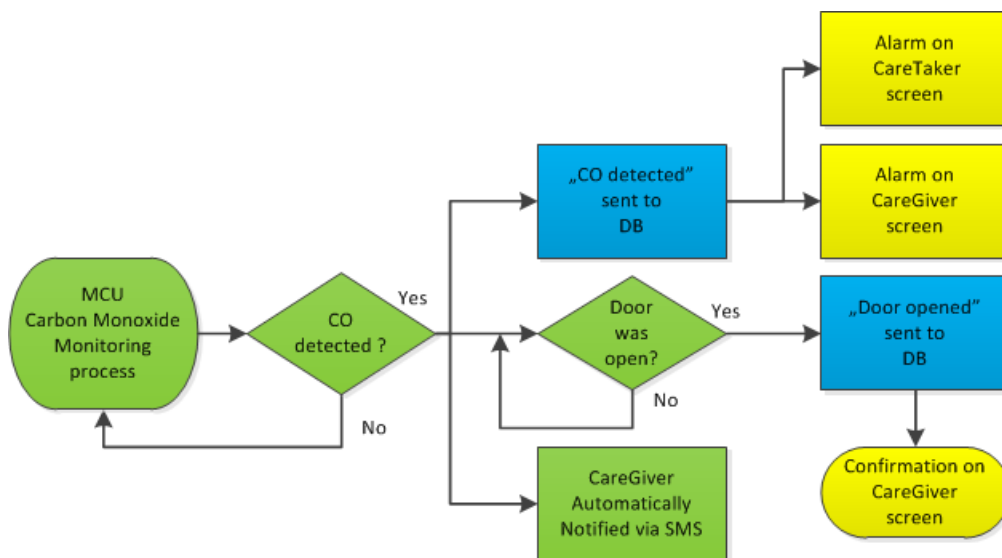 Alarm on
CareTaker
screen
„CO detected”
sent to
DB
Alarm on
CareGiver
screen
MCU
Carbon Monoxide
Monitoring
process
CO
detected ?
Yes
No
Door
was
open?
Yes
No
„Door opened”
sent to
DB
CareGiver
Automatically
Notified via SMS
Confirmation on
CareGiver
screen